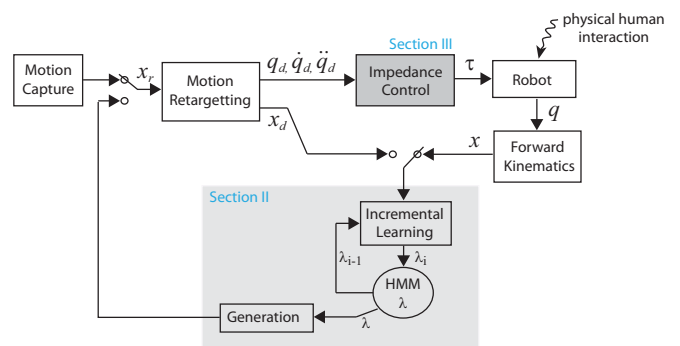 physical human
interaction
Section III
Motion
Capture
x_r
Motion
Retargetting
q_d, q̇_d, q̈_d
Impedance
Control
τ
Robot
q
x_d
x
Forward
Kinematics
Section II
Incremental
Learning
λ_{i-1}
λ_i
HMM
λ
Generation
λ